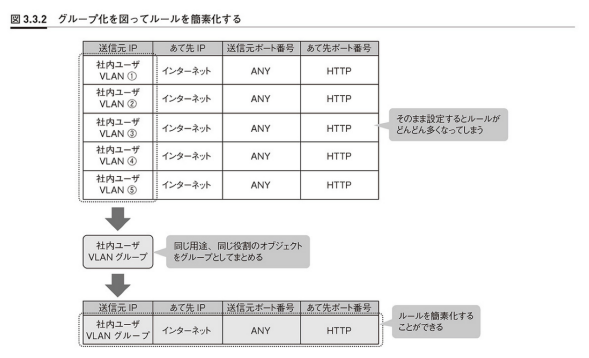 図 3.3.2 グループ化を図ってルールを簡素化する
送信元 IP あて先 IP 送信元ポート番号 あて先ポート番号
社内ユーザ
VLAN ① インターネット ANY HTTP
社内ユーザ
VLAN ② インターネット ANY HTTP
社内ユーザ
VLAN ③ インターネット ANY HTTP
社内ユーザ
VLAN ④ インターネット ANY HTTP
社内ユーザ
VLAN ⑤ インターネット ANY HTTP
そのまま設定するとルールが
どんどん多くなってしまう
社内ユーザ
VLAN グループ
同じ用途、同じ役割のオブジェクト
をグループとしてまとめる
送信元 IP あて先 IP 送信元ポート番号 あて先ポート番号
社内ユーザ
VLAN グループ インターネット ANY HTTP
ルールを簡素化する
ことができる